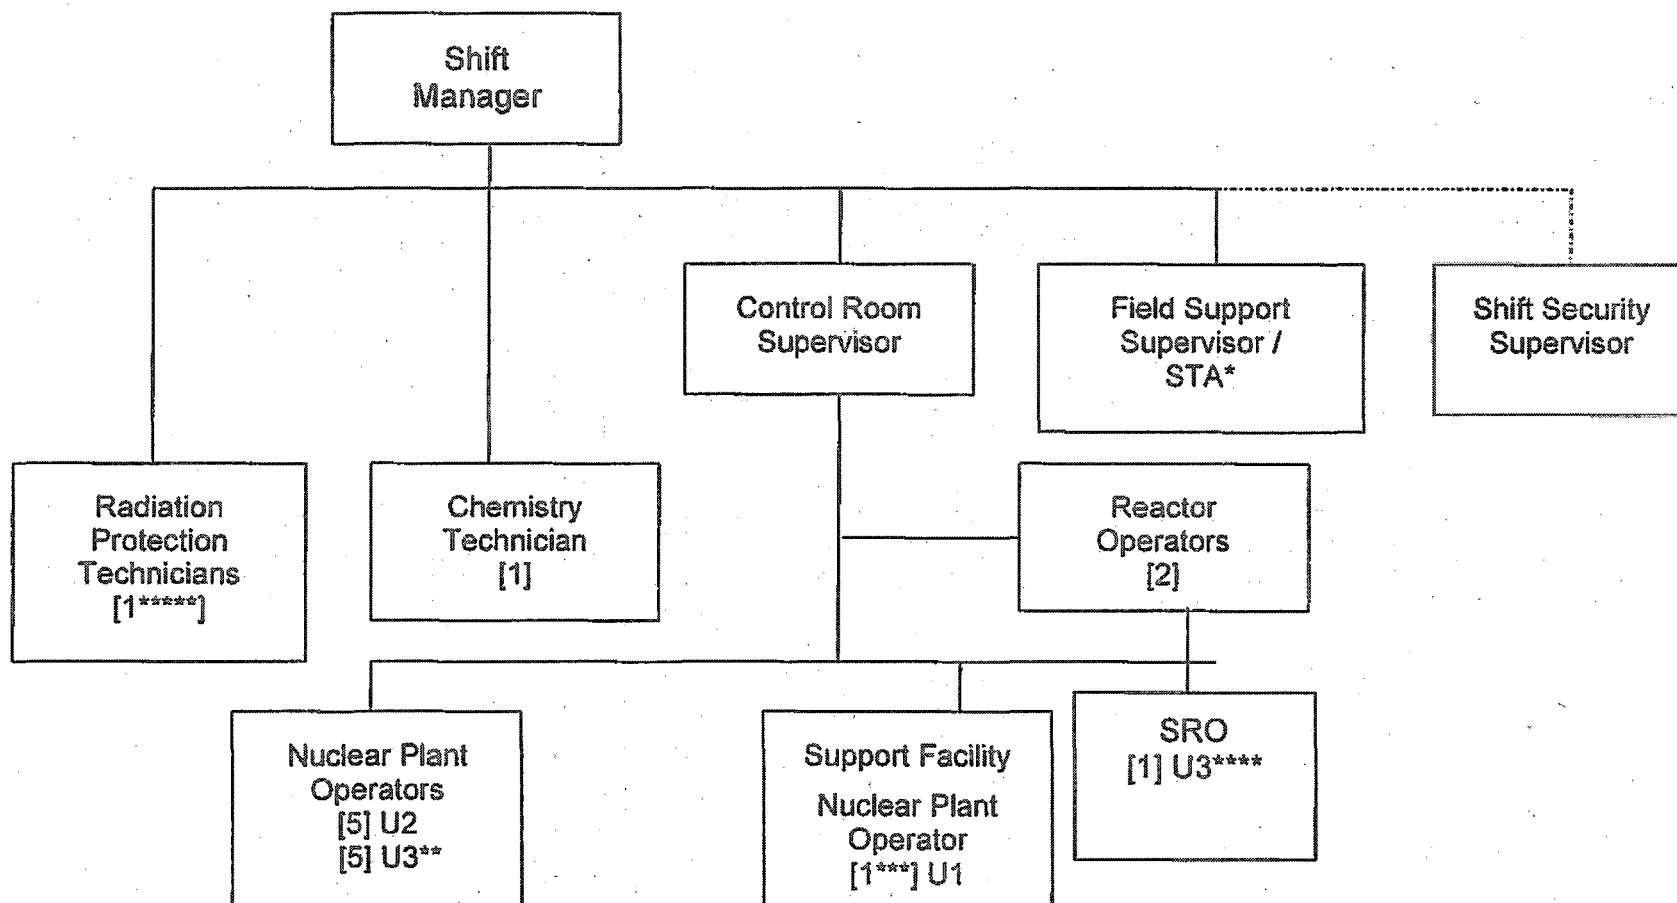 Shift
Manager
Control Room
Supervisor
Field Support
Supervisor /
STA*
Shift Security
Supervisor
Radiation
Protection
Technicians
[1*****]
Chemistry
Technician
[1]
Reactor
Operators
[2]
Nuclear Plant
Operators
[5] U2
[5] U3**
Support Facility
Nuclear Plant
Operator
[1***] U1
SRO
[1] U3****